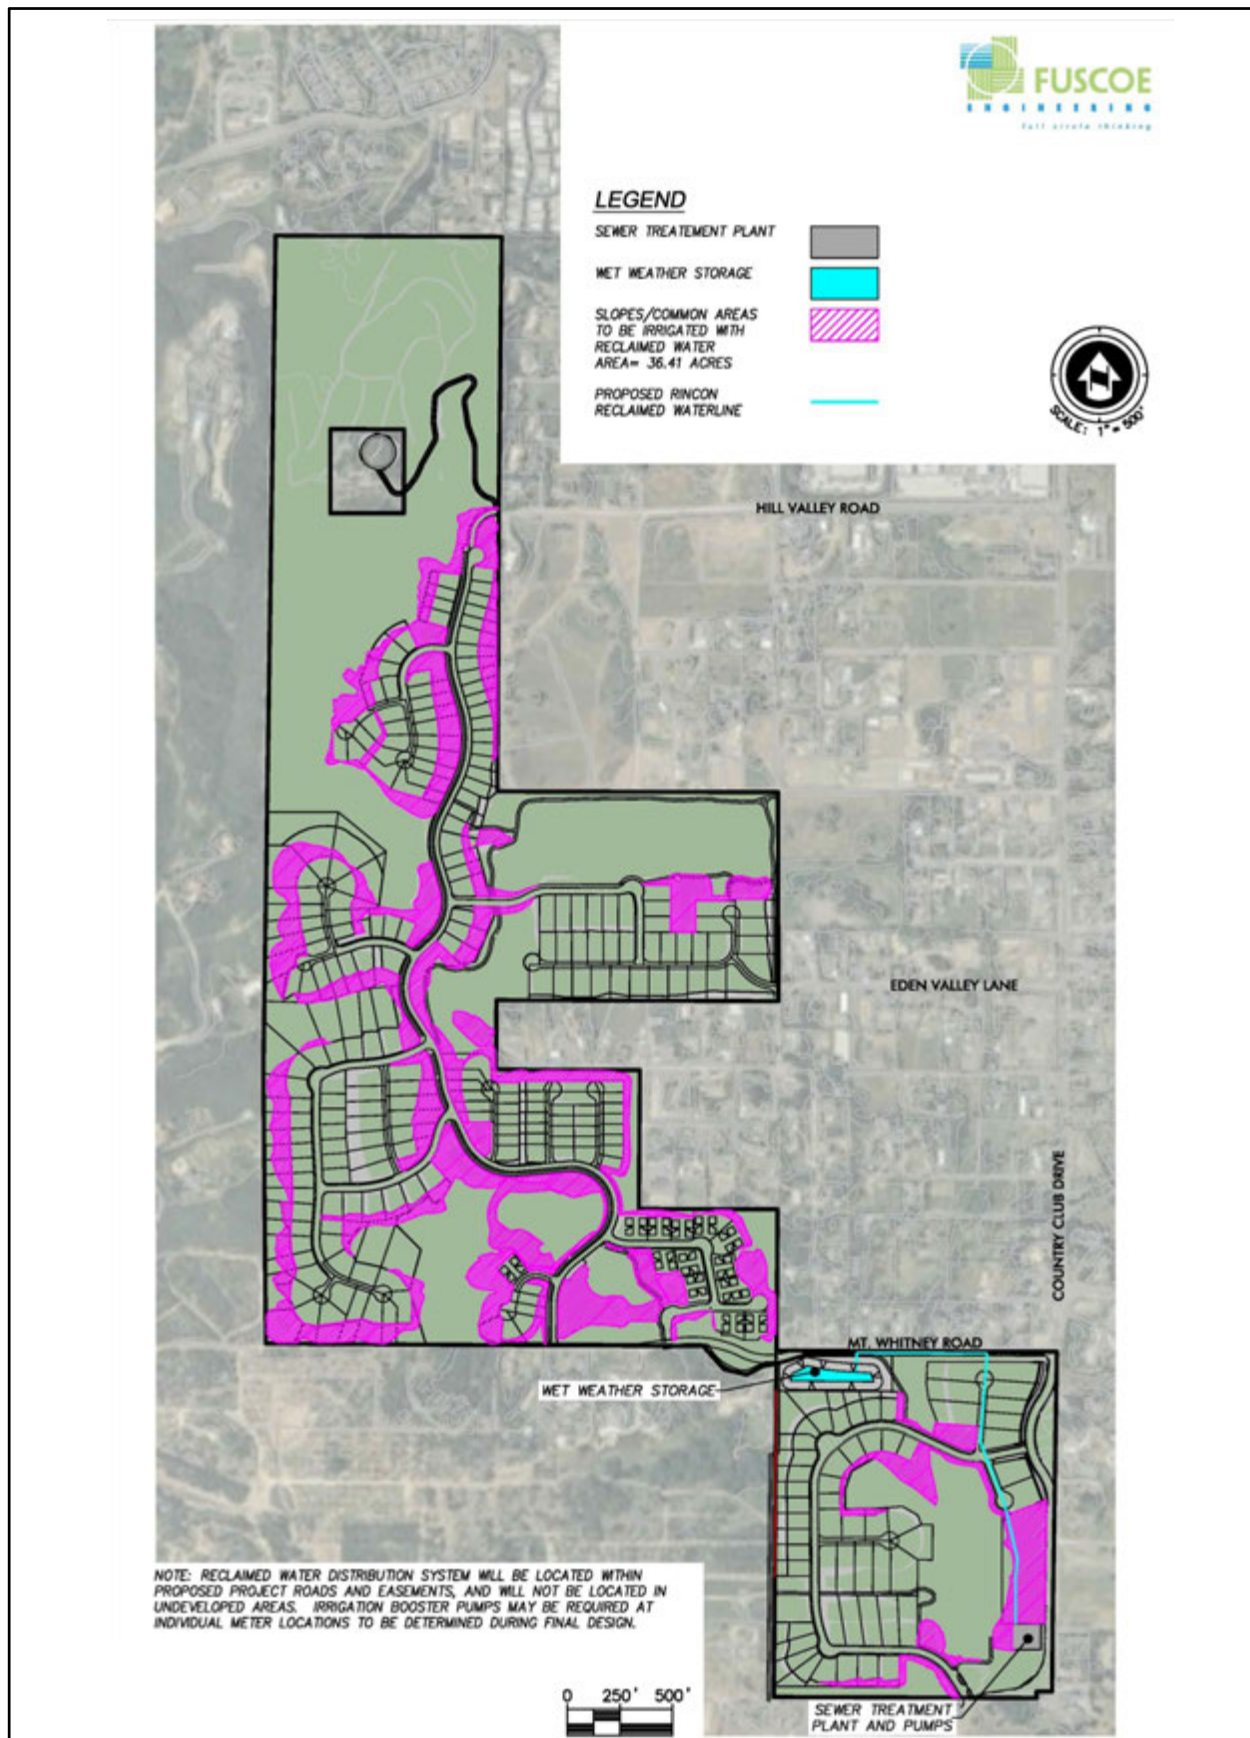 FUSCOE
ENGINEERING
full circle thinking
LEGEND
SEWER TREATEMENT PLANT
WET WEATHER STORAGE
SLOPES/COMMON AREAS
TO BE IRRIGATED WITH
RECLAIMED WATER
AREA= 36.41 ACRES
PROPOSED RINCON
RECLAIMED WATERLINE
SCALE: 1"= 500'
HILL VALLEY ROAD
EDEN VALLEY LANE
COUNTRY CLUB DRIVE
MT. WHITNEY ROAD
WET WEATHER STORAGE
NOTE: RECLAIMED WATER DISTRIBUTION SYSTEM WILL BE LOCATED WITHIN
PROPOSED PROJECT ROADS AND EASEMENTS, AND WILL NOT BE LOCATED IN
UNDEVELOPED AREAS. IRRIGATION BOOSTER PUMPS MAY BE REQUIRED AT
INDIVIDUAL METER LOCATIONS TO BE DETERMINED DURING FINAL DESIGN.
0 250' 500'
SEWER TREATMENT
PLANT AND PUMPS